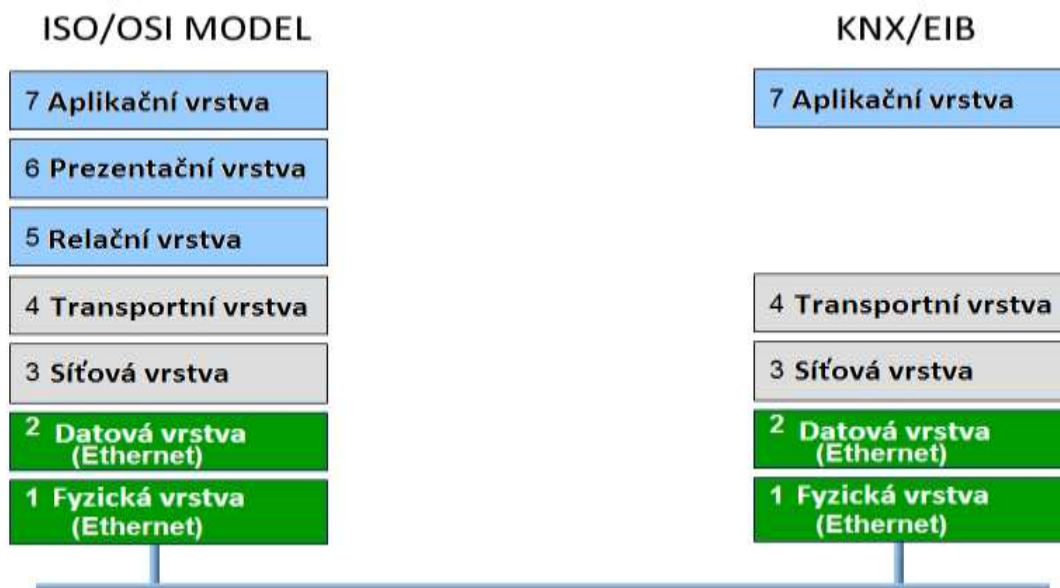 ISO/OSI MODEL
7 Aplikační vrstva
6 Prezentační vrstva
5 Relační vrstva
4 Transportní vrstva
3 Síťová vrstva
2 Datová vrstva
(Ethernet)
1 Fyzická vrstva
(Ethernet)
KNX/EIB
7 Aplikační vrstva
4 Transportní vrstva
3 Síťová vrstva
2 Datová vrstva
(Ethernet)
1 Fyzická vrstva
(Ethernet)